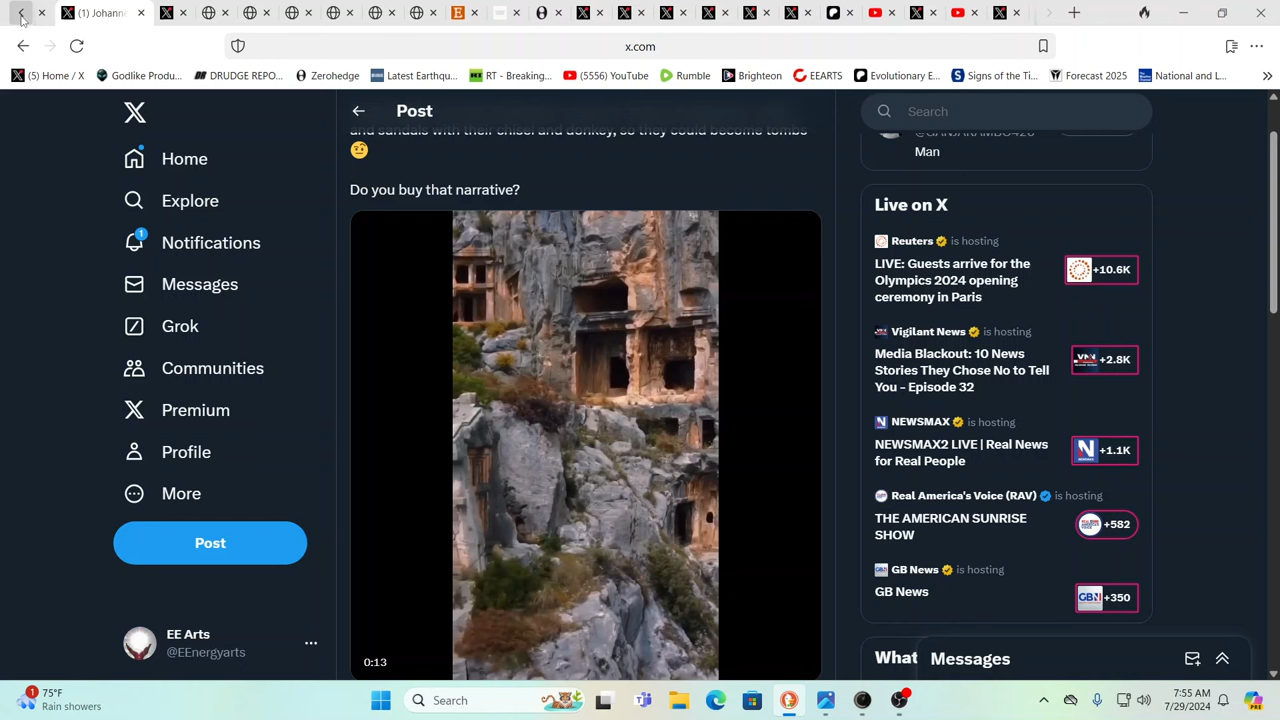 (1) Johanne
x.com
(5) Home / X
Godlike Produ...
DRUDGE REPO...
Zerohedge
Latest Earthqu...
RT - Breaking...
(5556) YouTube
Rumble
Brighteon
EEARTS
Evolutionary E...
Signs of the Ti...
Forecast 2025
National and L...
Home
Explore
1
Notifications
Messages
Grok
Communities
Premium
Profile
More
Post
EE Arts
@EEnergyarts
Post
and sandals with their chisel and donkey, so they could become tombs
Do you buy that narrative?
0:13
Search
@GANJARAMBO420
Man
Live on X
Reuters is hosting
LIVE: Guests arrive for the
Olympics 2024 opening
ceremony in Paris
+10.6K
Vigilant News is hosting
Media Blackout: 10 News
Stories They Chose No to Tell
You – Episode 32
+2.8K
NEWSMAX is hosting
NEWSMAX2 LIVE | Real News
for Real People
+1.1K
Real America's Voice (RAV) is hosting
THE AMERICAN SUNRISE
SHOW
+582
GB News is hosting
GB News
+350
What
Messages
1
75°F
Rain showers
Search
7:55 AM
7/29/2024